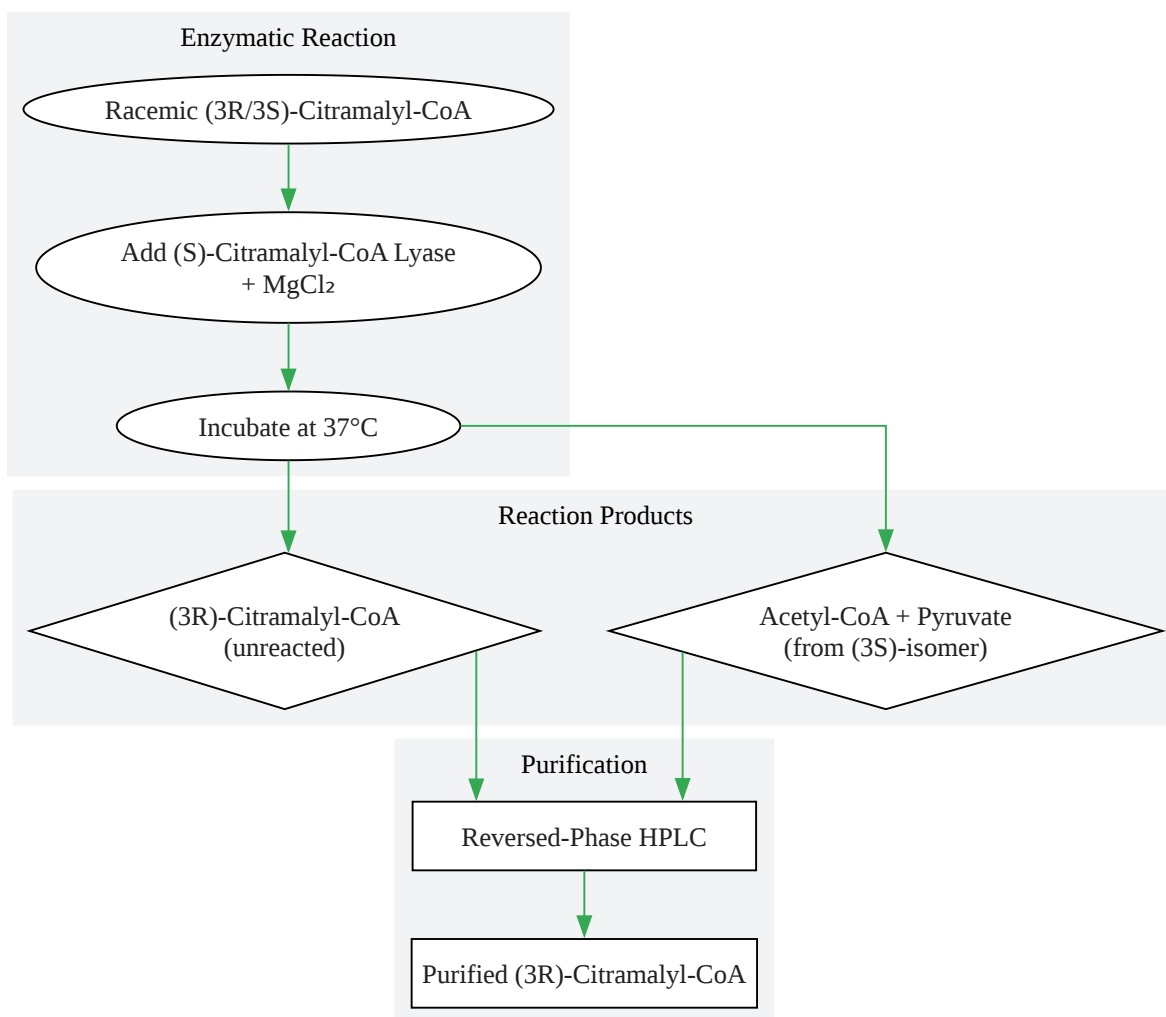 Enzymatic Reaction
Racemic (3R/3S)-Citramalyl-CoA
Add (S)-Citramalyl-CoA Lyase
+ MgCl₂
Incubate at 37°C
Reaction Products
(3R)-Citramalyl-CoA
(unreacted)
Acetyl-CoA + Pyruvate
(from (3S)-isomer)
Purification
Reversed-Phase HPLC
Purified (3R)-Citramalyl-CoA